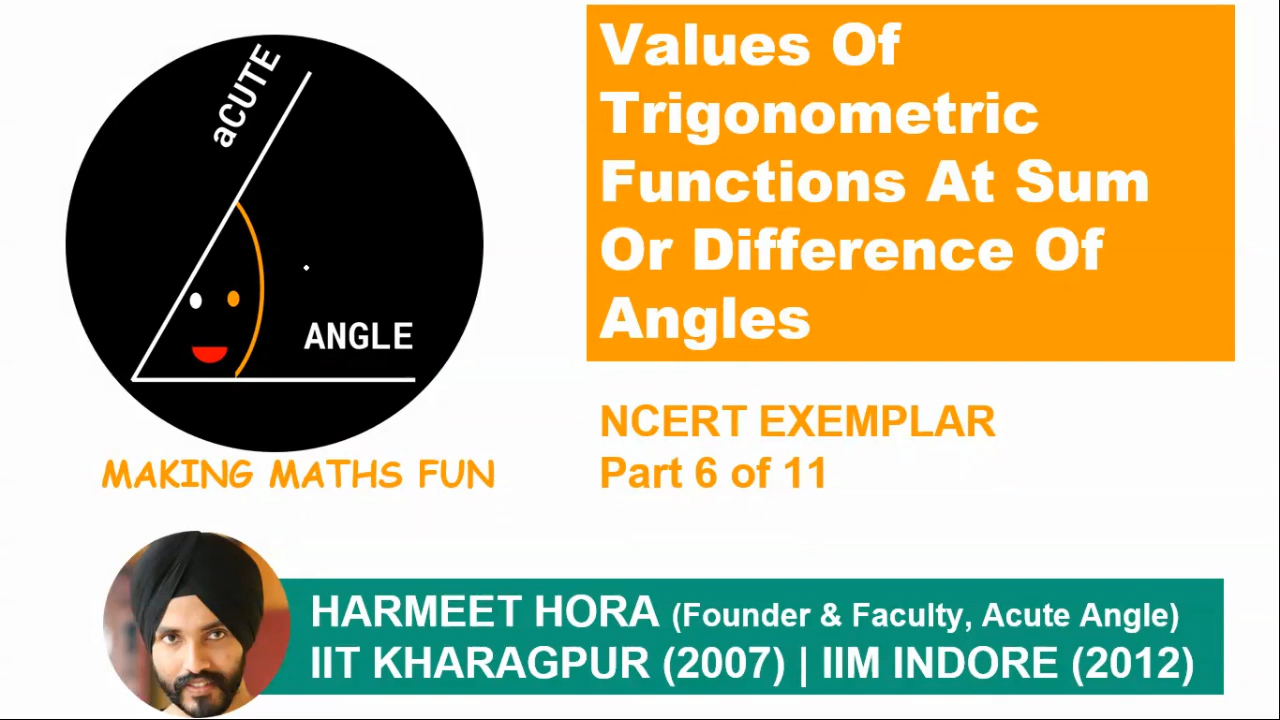 aCUTE
ANGLE
MAKING MATHS FUN
Values Of
Trigonometric
Functions At Sum
Or Difference Of
Angles
NCERT EXEMPLAR
Part 6 of 11
HARMEET HORA (Founder & Faculty, Acute Angle)
IIT KHARAGPUR (2007) | IIM INDORE (2012)